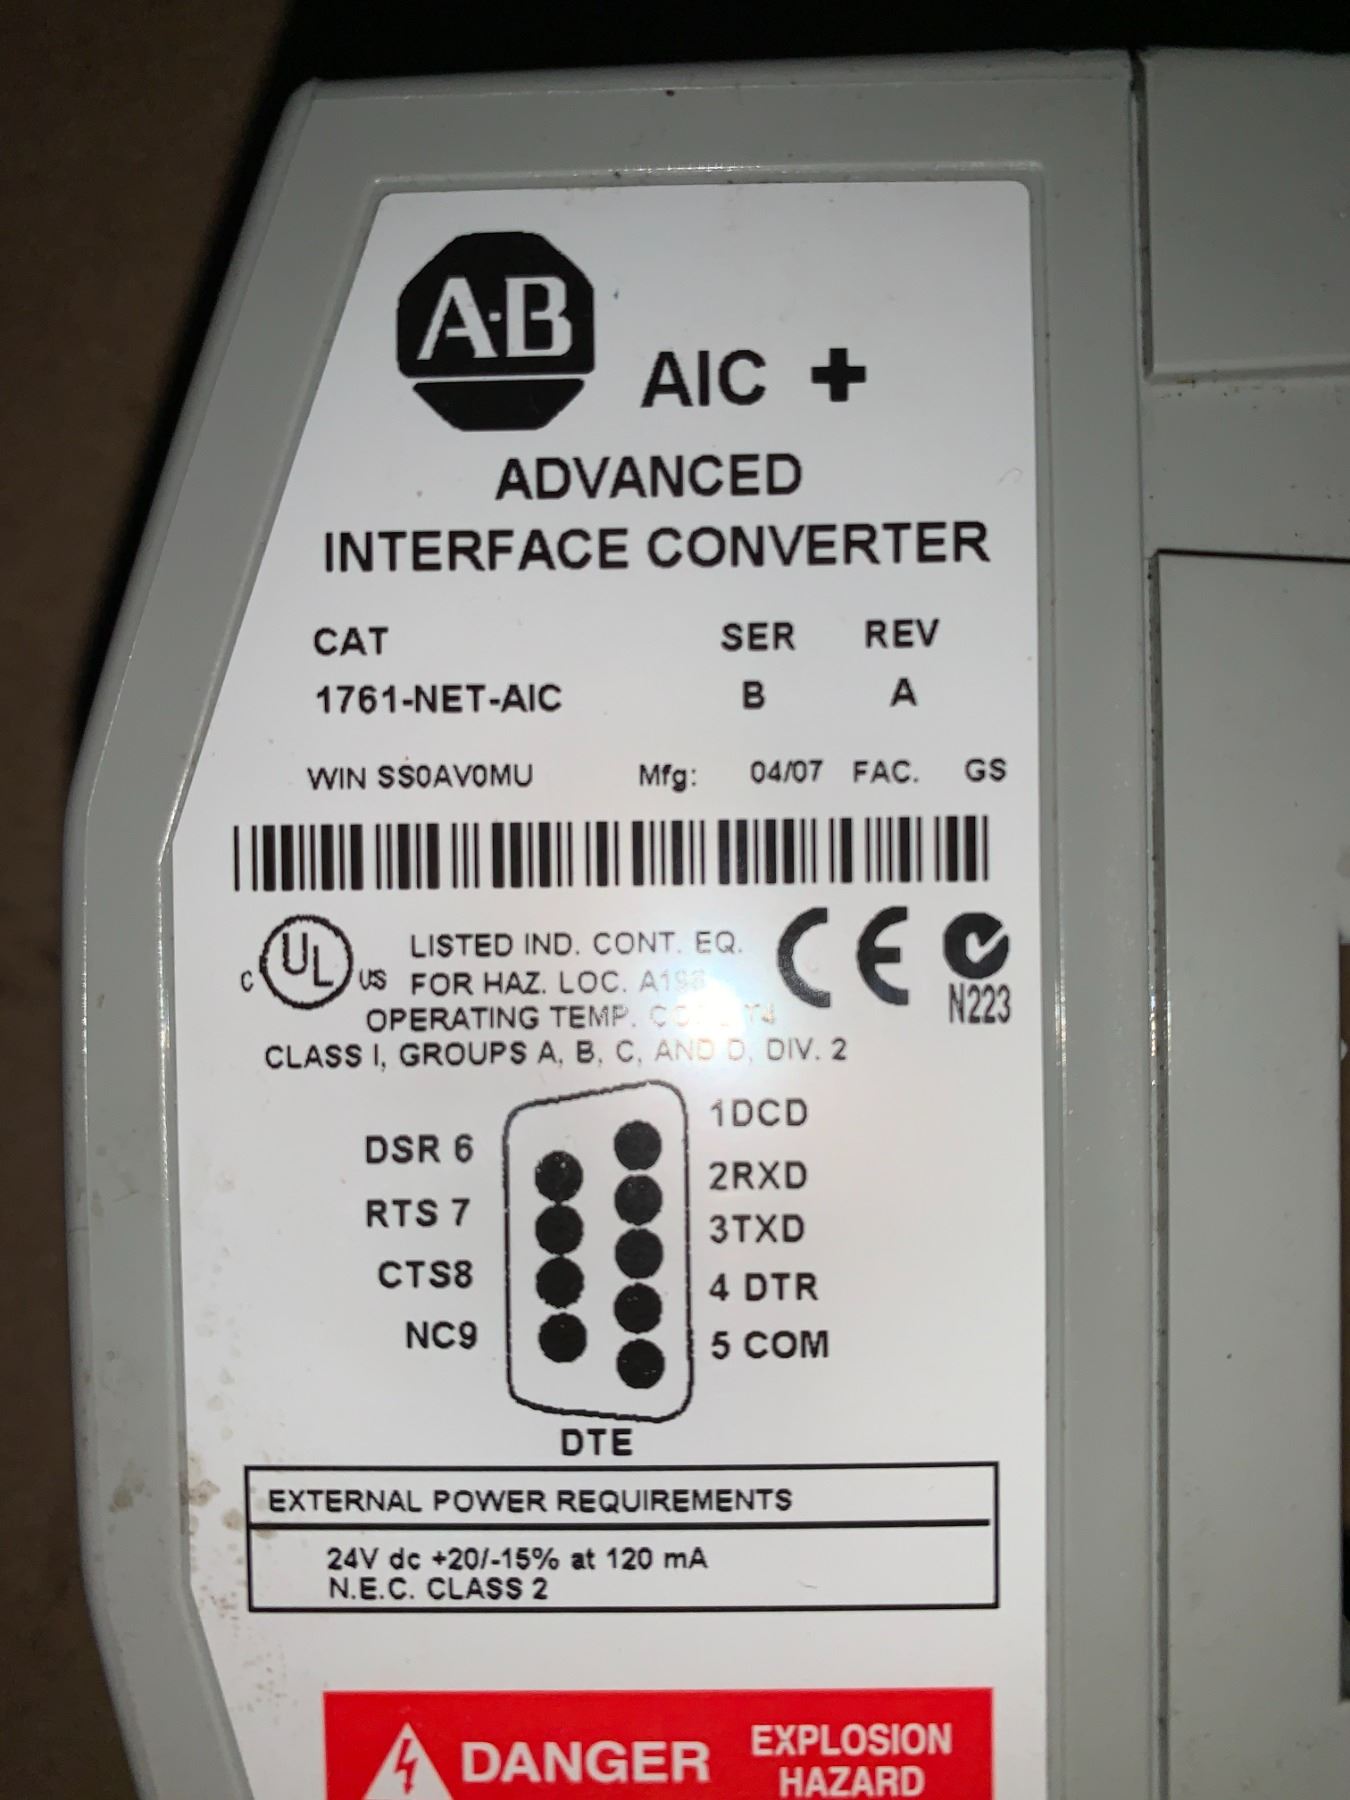 A·B
AIC +
ADVANCED
INTERFACE CONVERTER
CAT SER REV
1761-NET-AIC B A
WIN SS0AV0MU Mfg: 04/07 FAC. GS
C UL US LISTED IND. CONT. EQ.
FOR HAZ. LOC. A196
OPERATING TEMP. T4
CE N223
CLASS I, GROUPS A, B, C, AND D, DIV. 2
1DCD
DSR 6
2RXD
RTS 7
3TXD
CTS8
4 DTR
NC9
5 COM
DTE
EXTERNAL POWER REQUIREMENTS
24V dc +20/-15% at 120 mA
N.E.C. CLASS 2
DANGER EXPLOSION
HAZARD